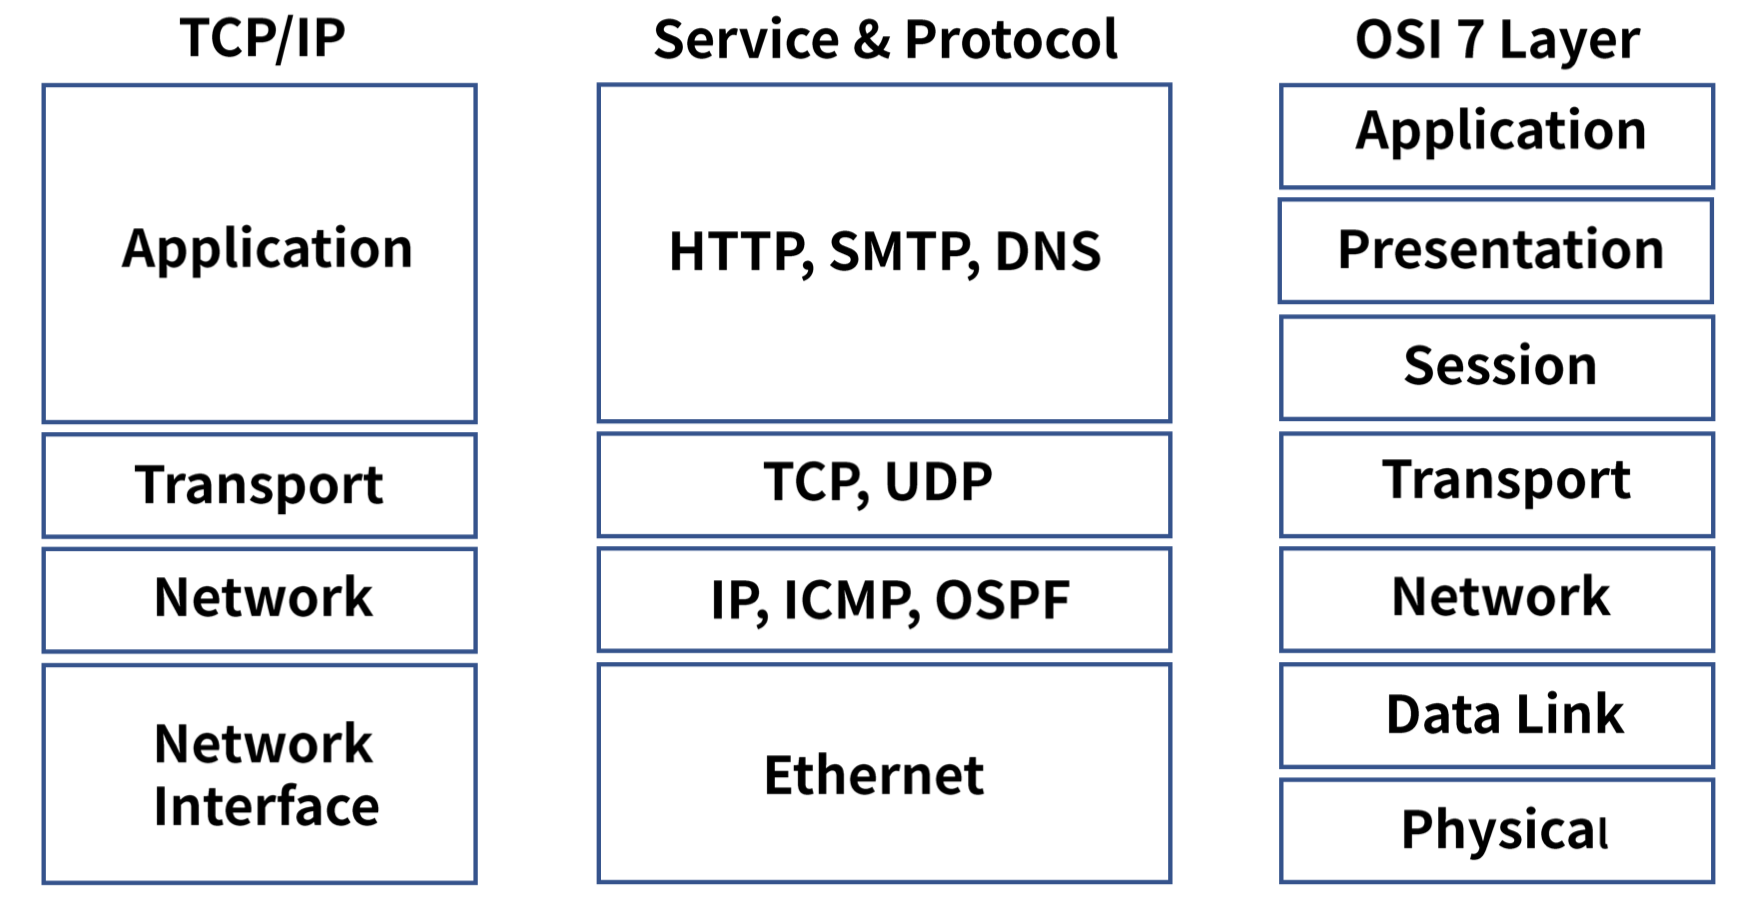 TCP/IP
Application
Transport
Network
Network
Interface
Service & Protocol
HTTP, SMTP, DNS
TCP, UDP
IP, ICMP, OSPF
Ethernet
OSI 7 Layer
Application
Presentation
Session
Transport
Network
Data Link
Physical